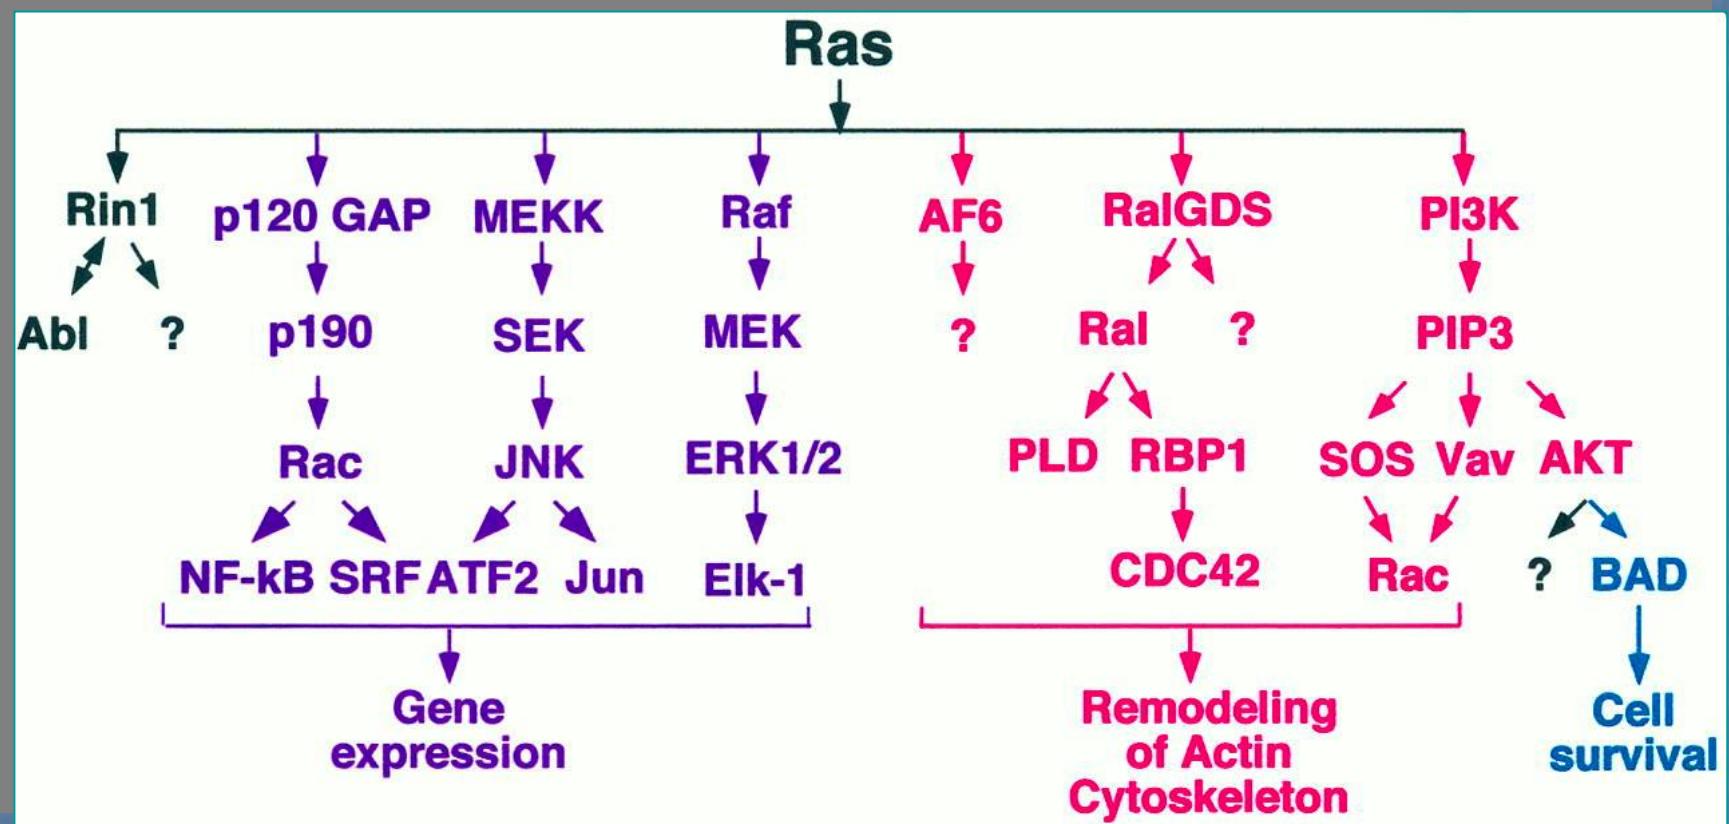 Ras
Rin1 p120 GAP MEKK Raf AF6 RalGDS PI3K
Abl ? p190 SEK MEK ? Ral ? PIP3
Rac JNK ERK1/2 PLD RBP1 SOS Vav AKT
NF-kB SRF ATF2 Jun Elk-1 CDC42 Rac ? BAD
Gene
expression
Remodeling
of Actin
Cytoskeleton
Cell
survival